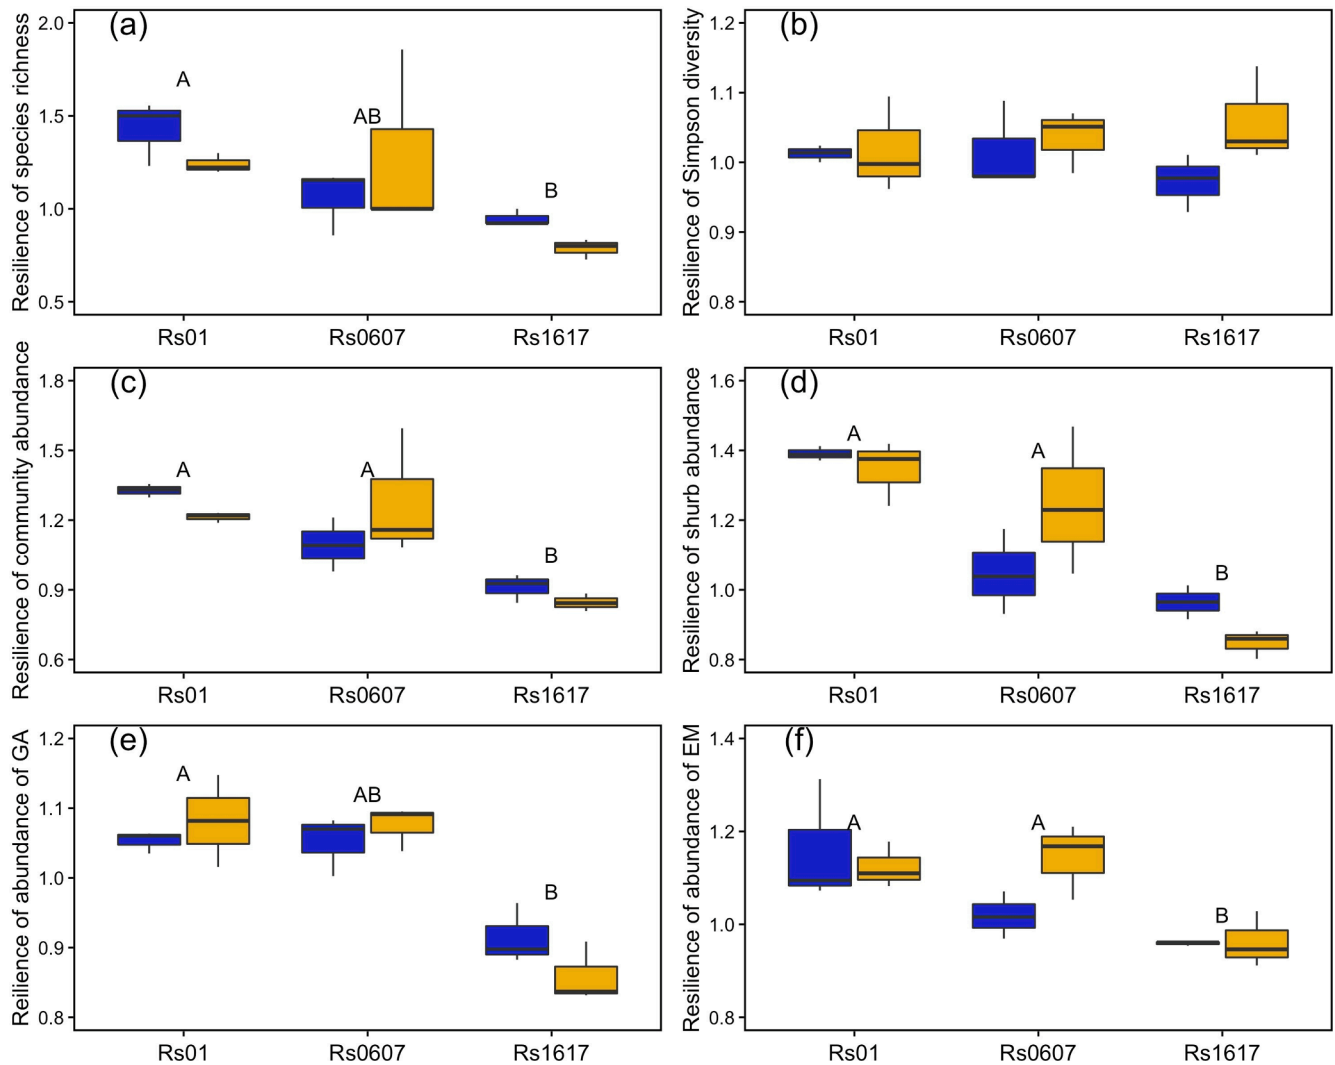 (a)
Resilience of species richness
2.0
1.5
1.0
0.5
A
AB
B
Rs01 Rs0607 Rs1617
(b)
Resilience of Simpson diversity
1.2
1.1
1.0
0.9
0.8
Rs01 Rs0607 Rs1617
(c)
Resilience of community abundance
1.8
1.5
1.2
0.9
0.6
A
A
B
Rs01 Rs0607 Rs1617
(d)
Resilience of shurb abundance
1.6
1.4
1.2
1.0
0.8
A
A
B
Rs01 Rs0607 Rs1617
(e)
Reilience of abundance of GA
1.2
1.1
1.0
0.9
0.8
A
AB
B
Rs01 Rs0607 Rs1617
(f)
Resilience of abundance of EM
1.4
1.2
1.0
0.8
A
A
B
Rs01 Rs0607 Rs1617